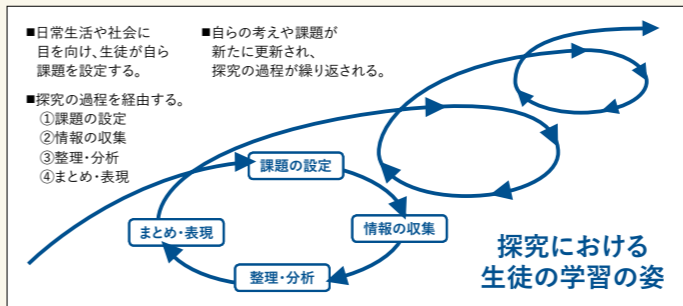 ■日常生活や社会に
目を向け、生徒が自ら
課題を設定する。
■探究の過程を経由する。
①課題の設定
②情報の収集
③整理・分析
④まとめ・表現
■自らの考えや課題が
新たに更新され、
探究の過程が繰り返される。
課題の設定
情報の収集
まとめ・表現
整理・分析
探究における
生徒の学習の姿